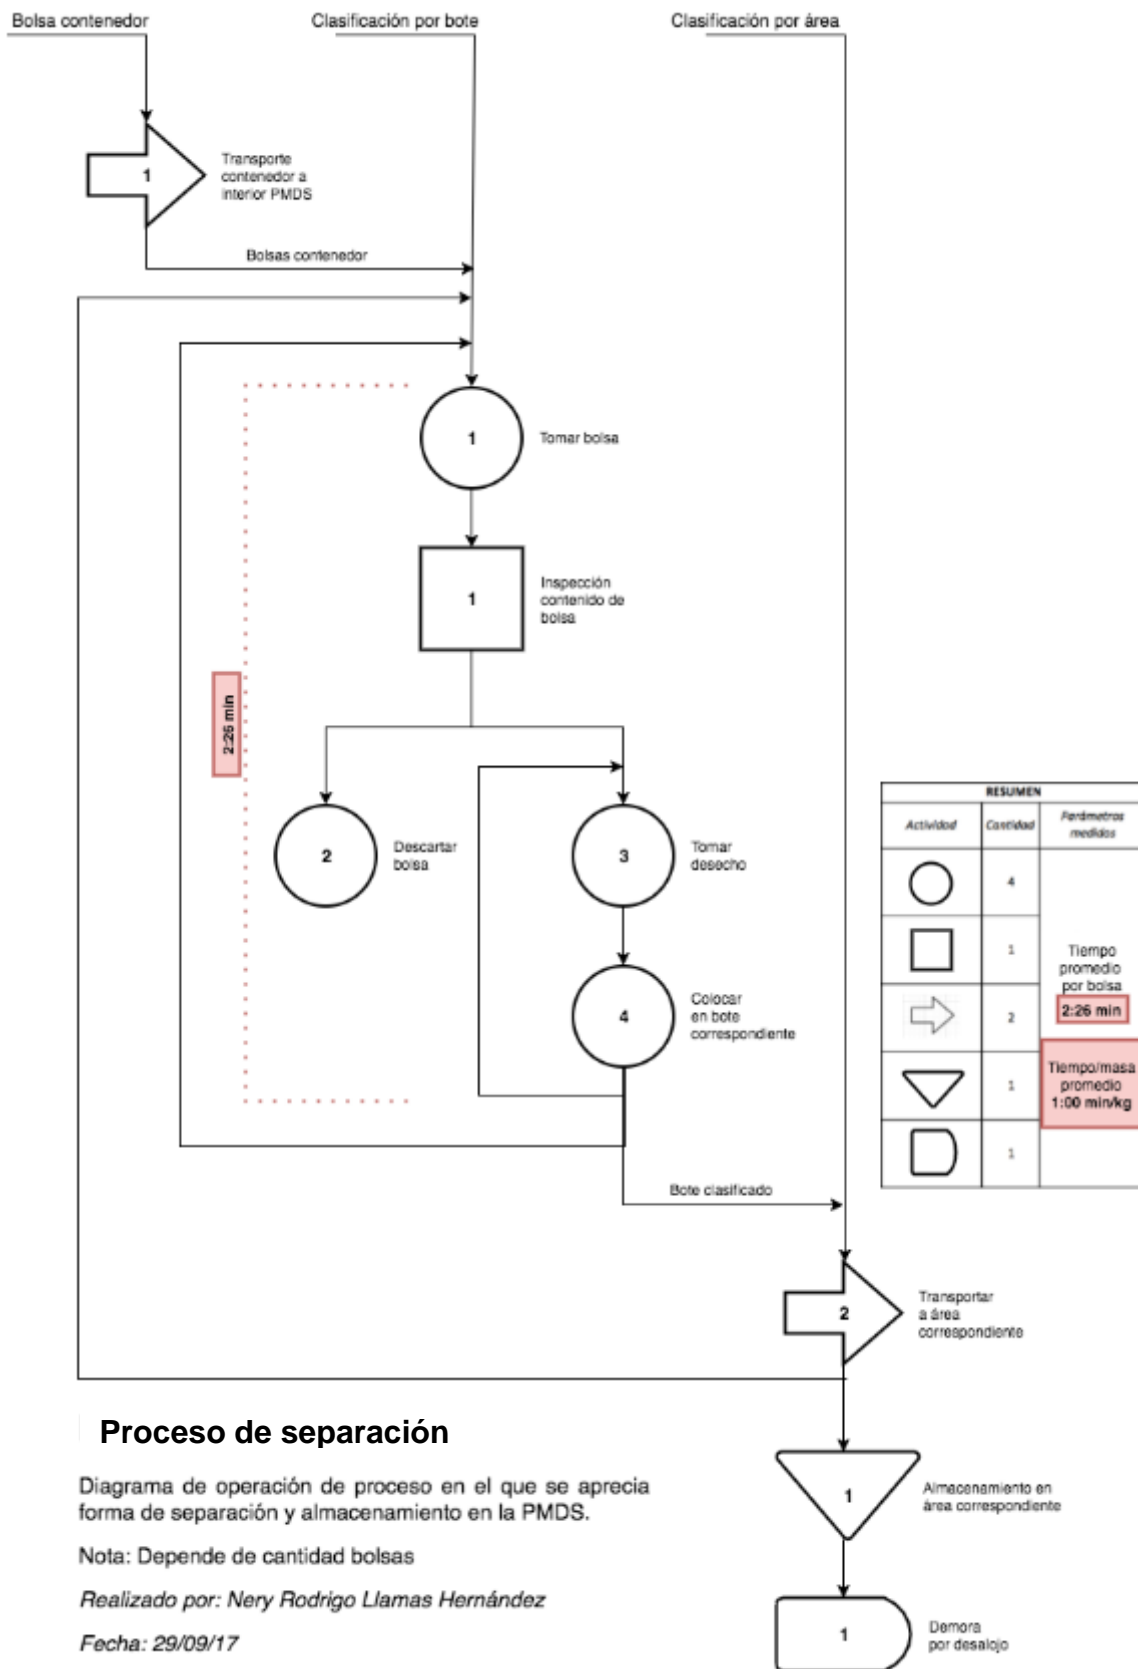 Bolsa contenedor
Clasificación por bote
Clasificación por área
1
Transporte
contenedor a
interior PMDS
Bolsas contenedor
1
Tomar bolsa
1
Inspección
contenido de
bolsa
2:26 min
2
Descartar
bolsa
3
Tomar
desecho
4
Colocar
en bote
correspondiente
RESUMEN
Actividad
Cantidad
Parámetros
medidos
4
1
2
1
1
Tiempo
promedio
por bolsa
2:26 min
Tiempo/masa
promedio
1:00 min/kg
Bote clasificado
2
Transportar
a área
correspondiente
1
Almacenamiento en
área correspondiente
1
Demora
por desalojo
Proceso de separación
Diagrama de operación de proceso en el que se aprecia
forma de separación y almacenamiento en la PMDS.
Nota: Depende de cantidad bolsas
Realizado por: Nery Rodrigo Llamas Hernández
Fecha: 29/09/17